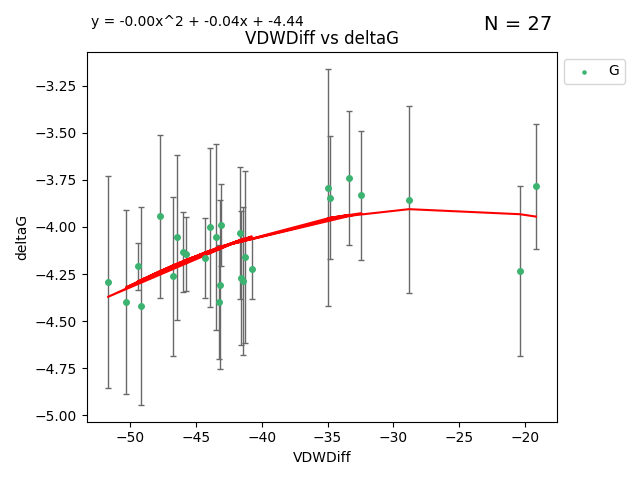 y = -0.00x^2 + -0.04x + -4.44
N = 27
VDWDiff vs deltaG
G
−3.25
−3.50
−3.75
−4.00
−4.25
−4.50
−4.75
−5.00
deltaG
−50
−45
−40
−35
−30
−25
−20
VDWDiff